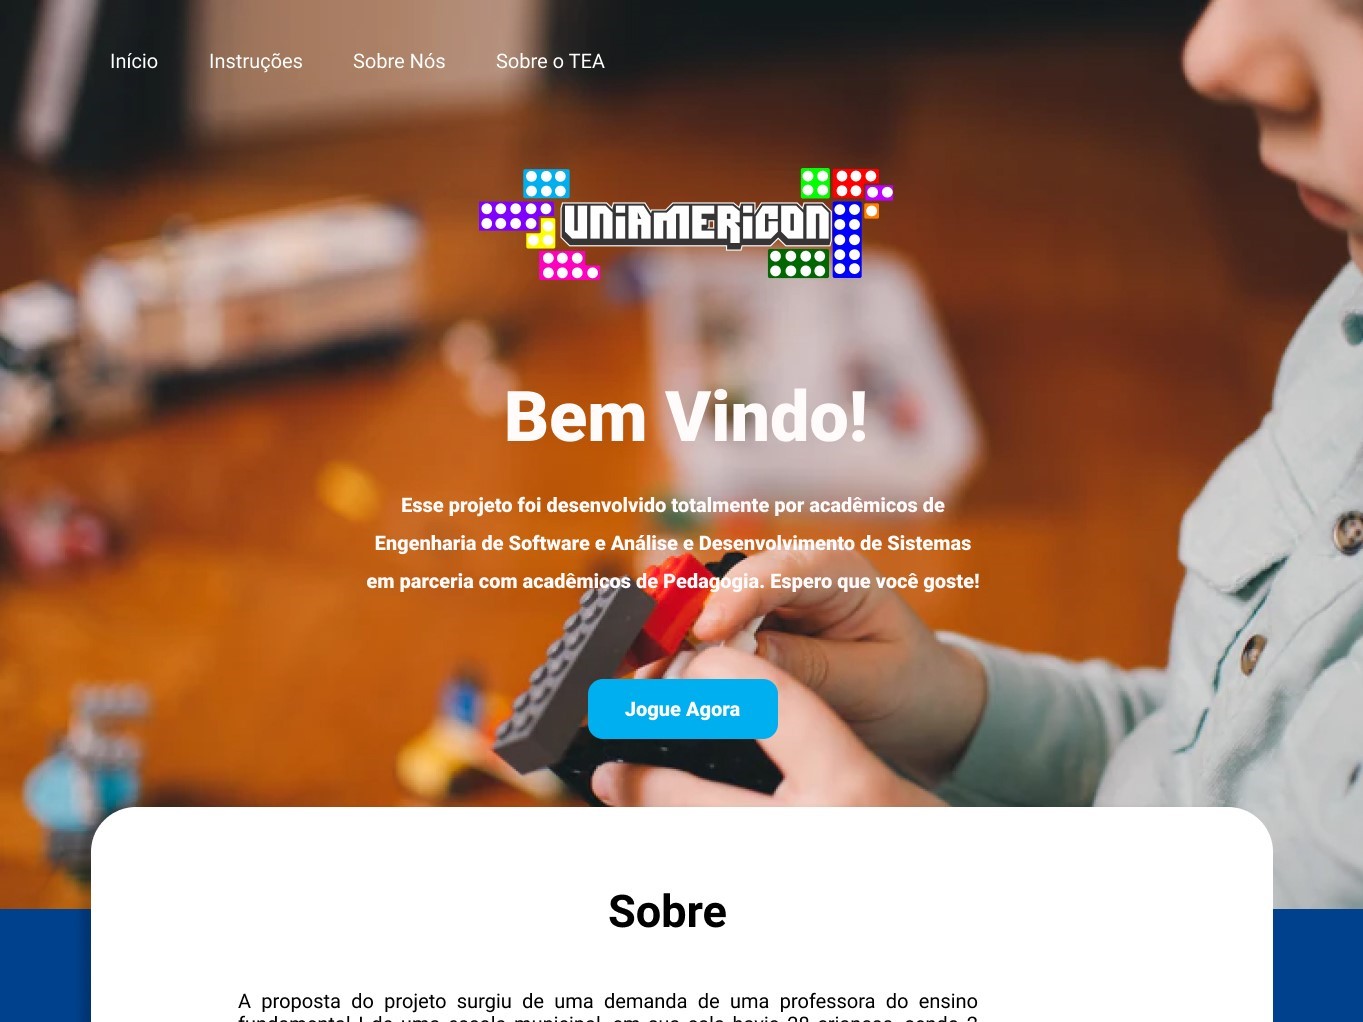 Início Instruções Sobre Nós Sobre o TEA
UNIAMERICON
Bem Vindo!
Esse projeto foi desenvolvido totalmente por acadêmicos de
Engenharia de Software e Análise e Desenvolvimento de Sistemas
em parceria com acadêmicos de Pedagogia. Espero que você goste!
Jogue Agora
Sobre
A proposta do projeto surgiu de uma demanda de uma professora do ensino